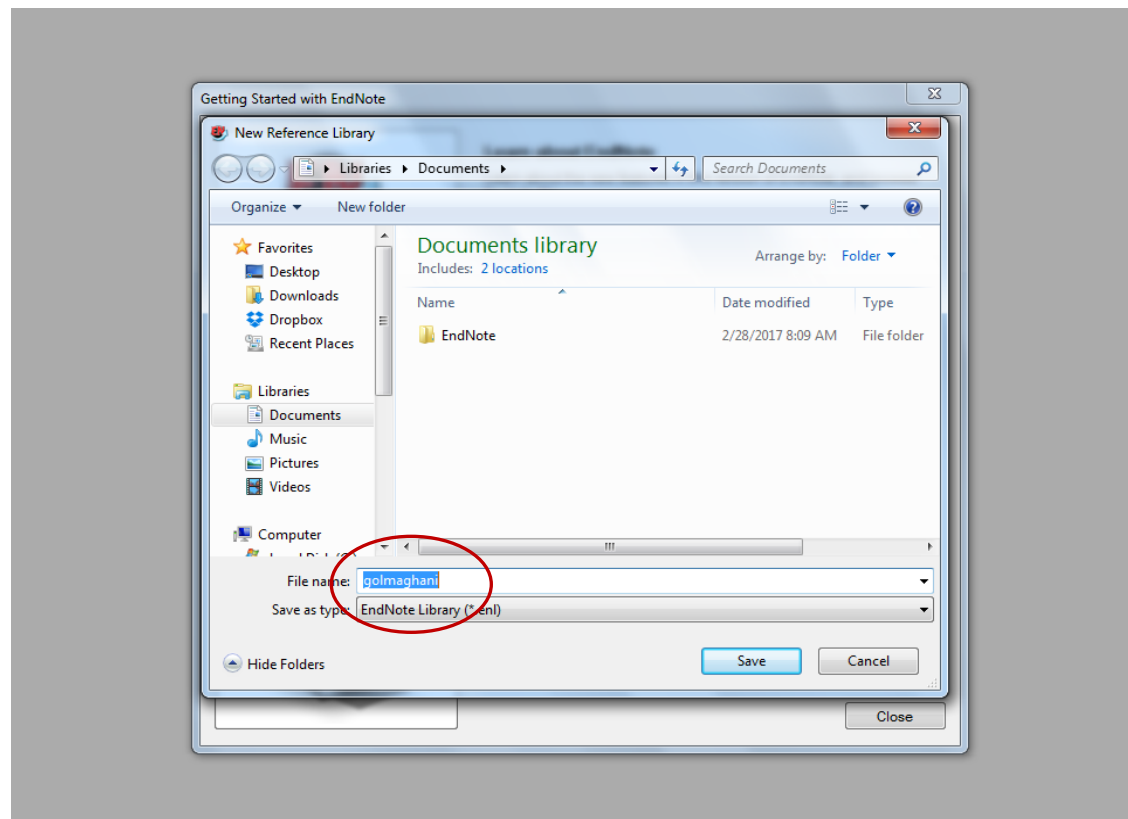 Getting Started with EndNote
New Reference Library
Learn about EndNote
Libraries Documents
Search Documents
Organize New folder
Favorites
Desktop
Downloads
Dropbox
Recent Places
Libraries
Documents
Music
Pictures
Videos
Computer
Documents library
Includes: 2 locations
Arrange by: Folder
Name Date modified Type
EndNote 2/28/2017 8:09 AM File folder
File name: golmaghani
Save as type: EndNote Library (*.enl)
Hide Folders
Save Cancel
Close